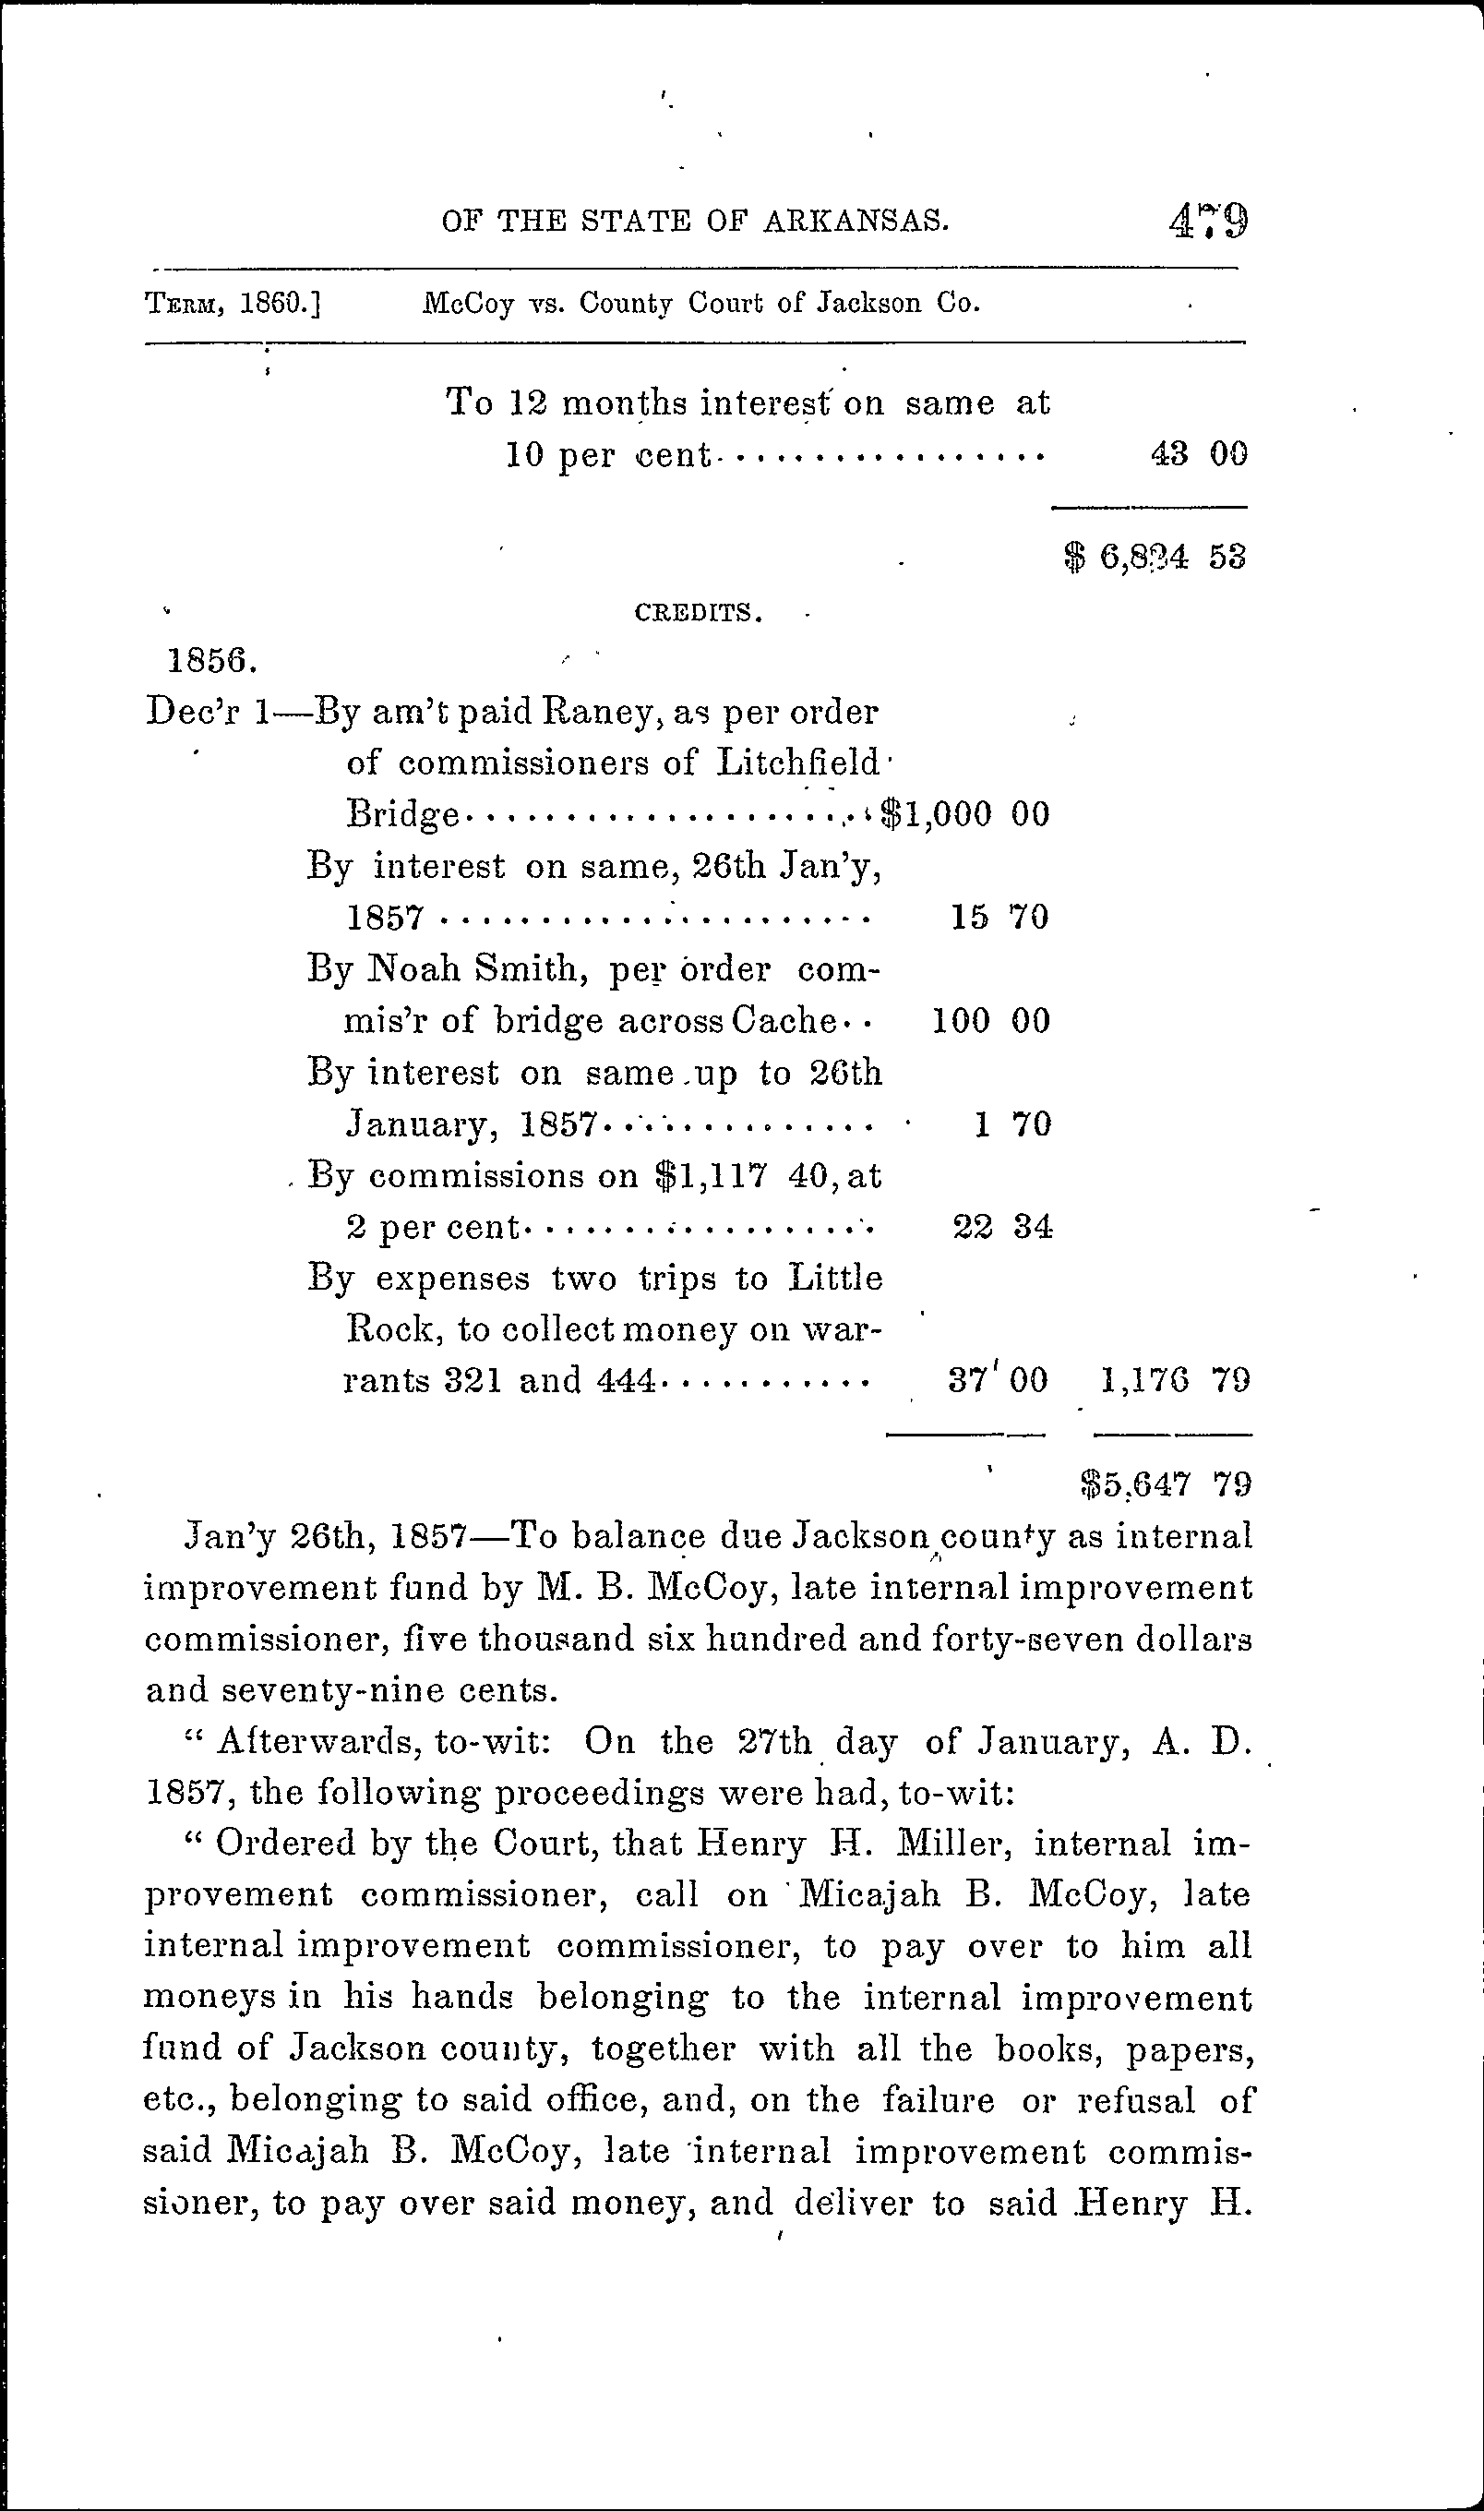 OF THE STATE OF ARKANSAS. 479
TERM, 1860.] McCoy vs. County Court of Jackson Co.
To 12 months interest on same at
10 per cent................ 43 00
$ 6,824 53
CREDITS.
1856.
Dec'r 1—By am't paid Raney, as per order
of commissioners of Litchfield
Bridge.................... $1,000 00
By interest on same, 26th Jan'y,
1857 ...................... 15 70
By Noah Smith, per order com-
mis'r of bridge across Cache.. 100 00
By interest on same up to 26th
January, 1857.............. 1 70
By commissions on $1,117 40, at
2 per cent.................. 22 34
By expenses two trips to Little
Rock, to collect money on war-
rants 321 and 444........... 37 00 1,176 79
$5,647 79
Jan'y 26th, 1857—To balance due Jackson county as internal
improvement fund by M. B. McCoy, late internal improvement
commissioner, five thousand six hundred and forty-seven dollars
and seventy-nine cents.
" Afterwards, to-wit: On the 27th day of January, A. D.
1857, the following proceedings were had, to-wit:
" Ordered by the Court, that Henry H. Miller, internal im-
provement commissioner, call on Micajah B. McCoy, late
internal improvement commissioner, to pay over to him all
moneys in his hands belonging to the internal improvement
fund of Jackson county, together with all the books, papers,
etc., belonging to said office, and, on the failure or refusal of
said Micajah B. McCoy, late internal improvement commis-
sioner, to pay over said money, and deliver to said Henry H.